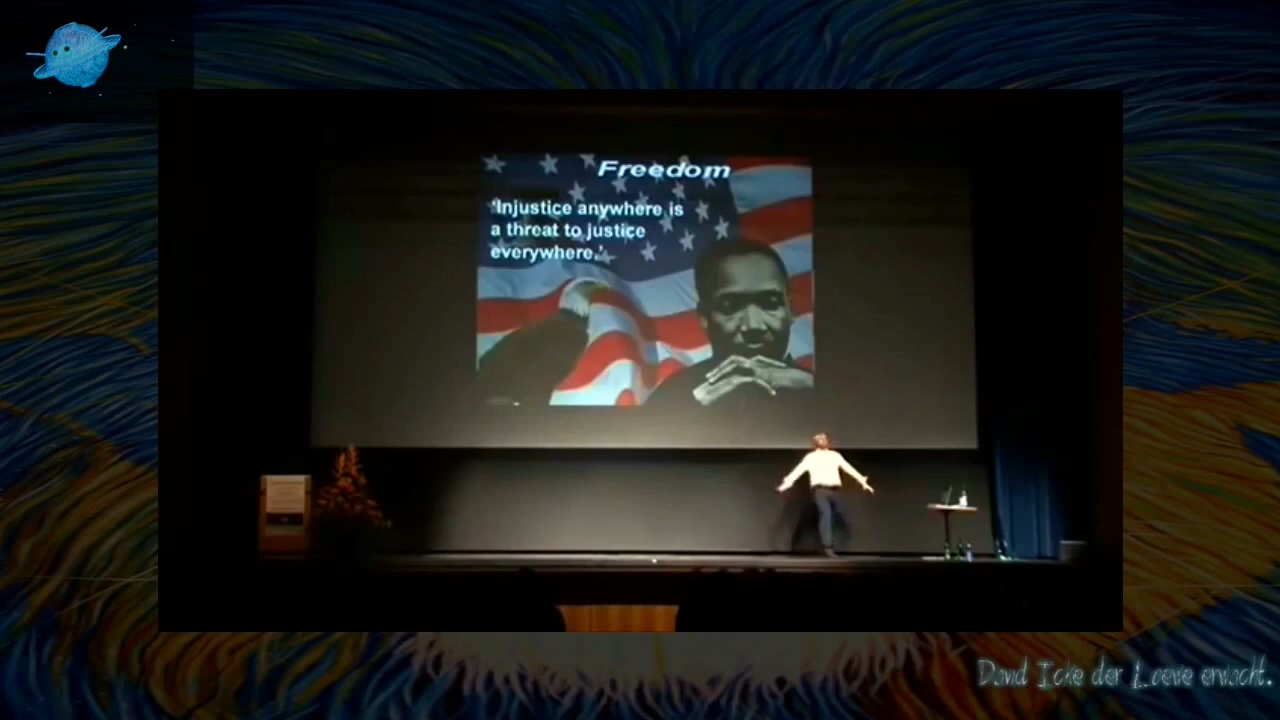 Freedom
'Injustice anywhere is
a threat to justice
everywhere.'
David Icke der Loewe erwacht.